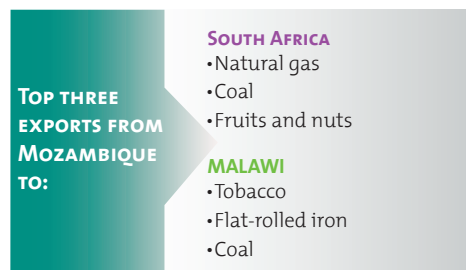 Top three
exports from
Mozambique
to:
South Africa
•Natural gas
•Coal
•Fruits and nuts
MALAWI
•Tobacco
•Flat-rolled iron
•Coal